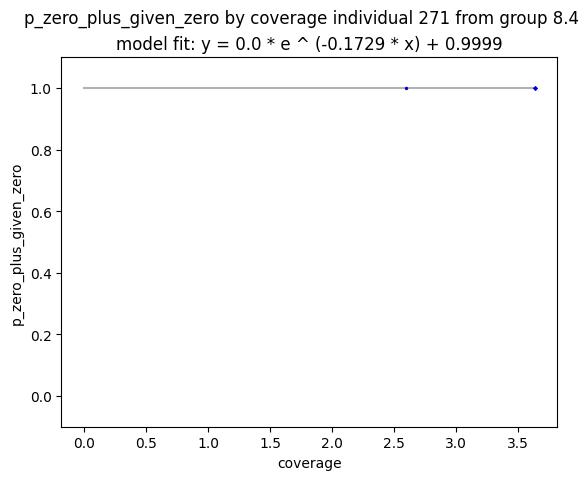 p_zero_plus_given_zero by coverage individual 271 from group 8.4
model fit: y = 0.0 * e ^ (-0.1729 * x) + 0.9999
p_zero_plus_given_zero
1.0
0.8
0.6
0.4
0.2
0.0
0.0 0.5 1.0 1.5 2.0 2.5 3.0 3.5
coverage